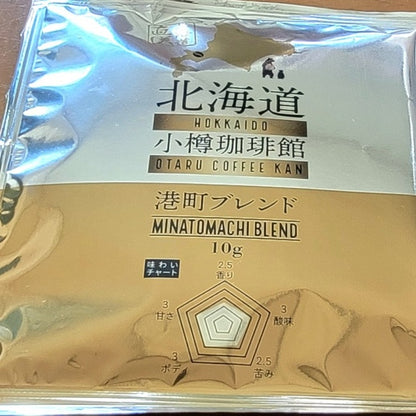 北海道
HOKKAIDO
小樽珈琲館
OTARU COFFEE KAN
港町ブレンド
MINATOMACHI BLEND
10g
味わい
チャート
2.5
香り
3
甘さ
3
酸味
3
ボデ
2.5
苦み